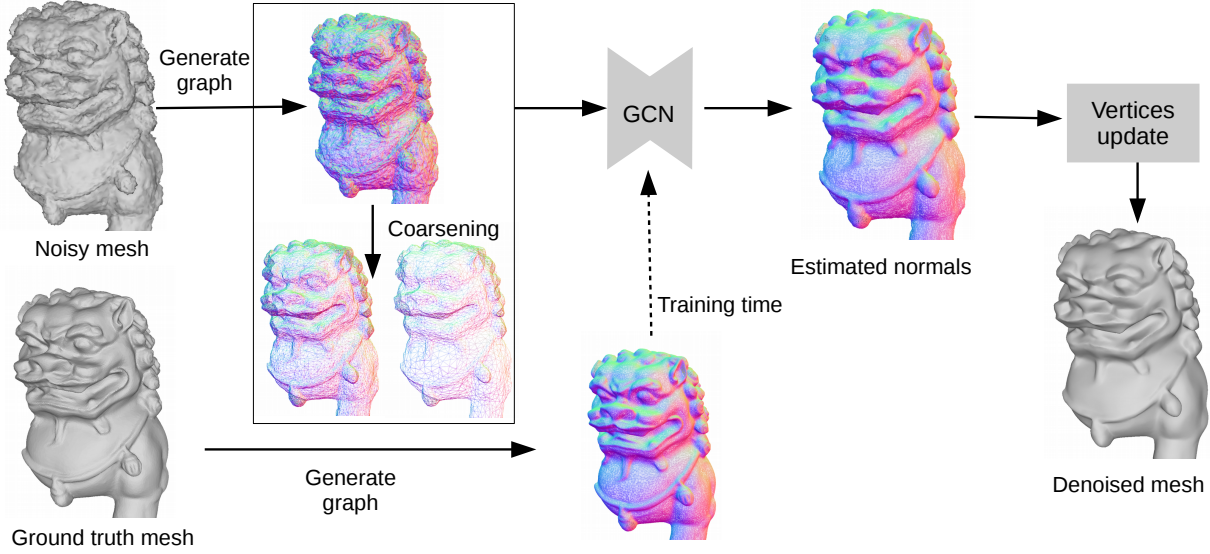 Generate
graph
GCN
Vertices
update
Noisy mesh
Coarsening
Estimated normals
Training time
Generate
graph
Denoised mesh
Ground truth mesh